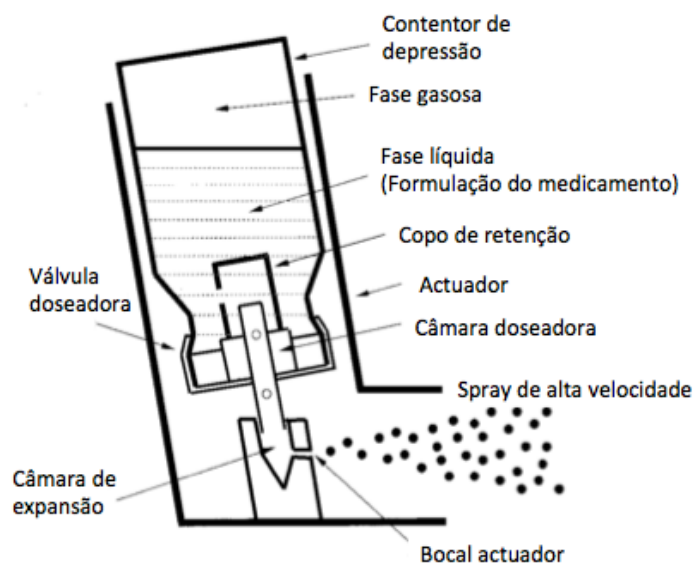 Contentor de
depressão
Fase gasosa
Fase líquida
(Formulação do medicamento)
Copo de retenção
Válvula
doseadora
Actuador
Câmara doseadora
Spray de alta velocidade
Câmara de
expansão
Bocal actuador